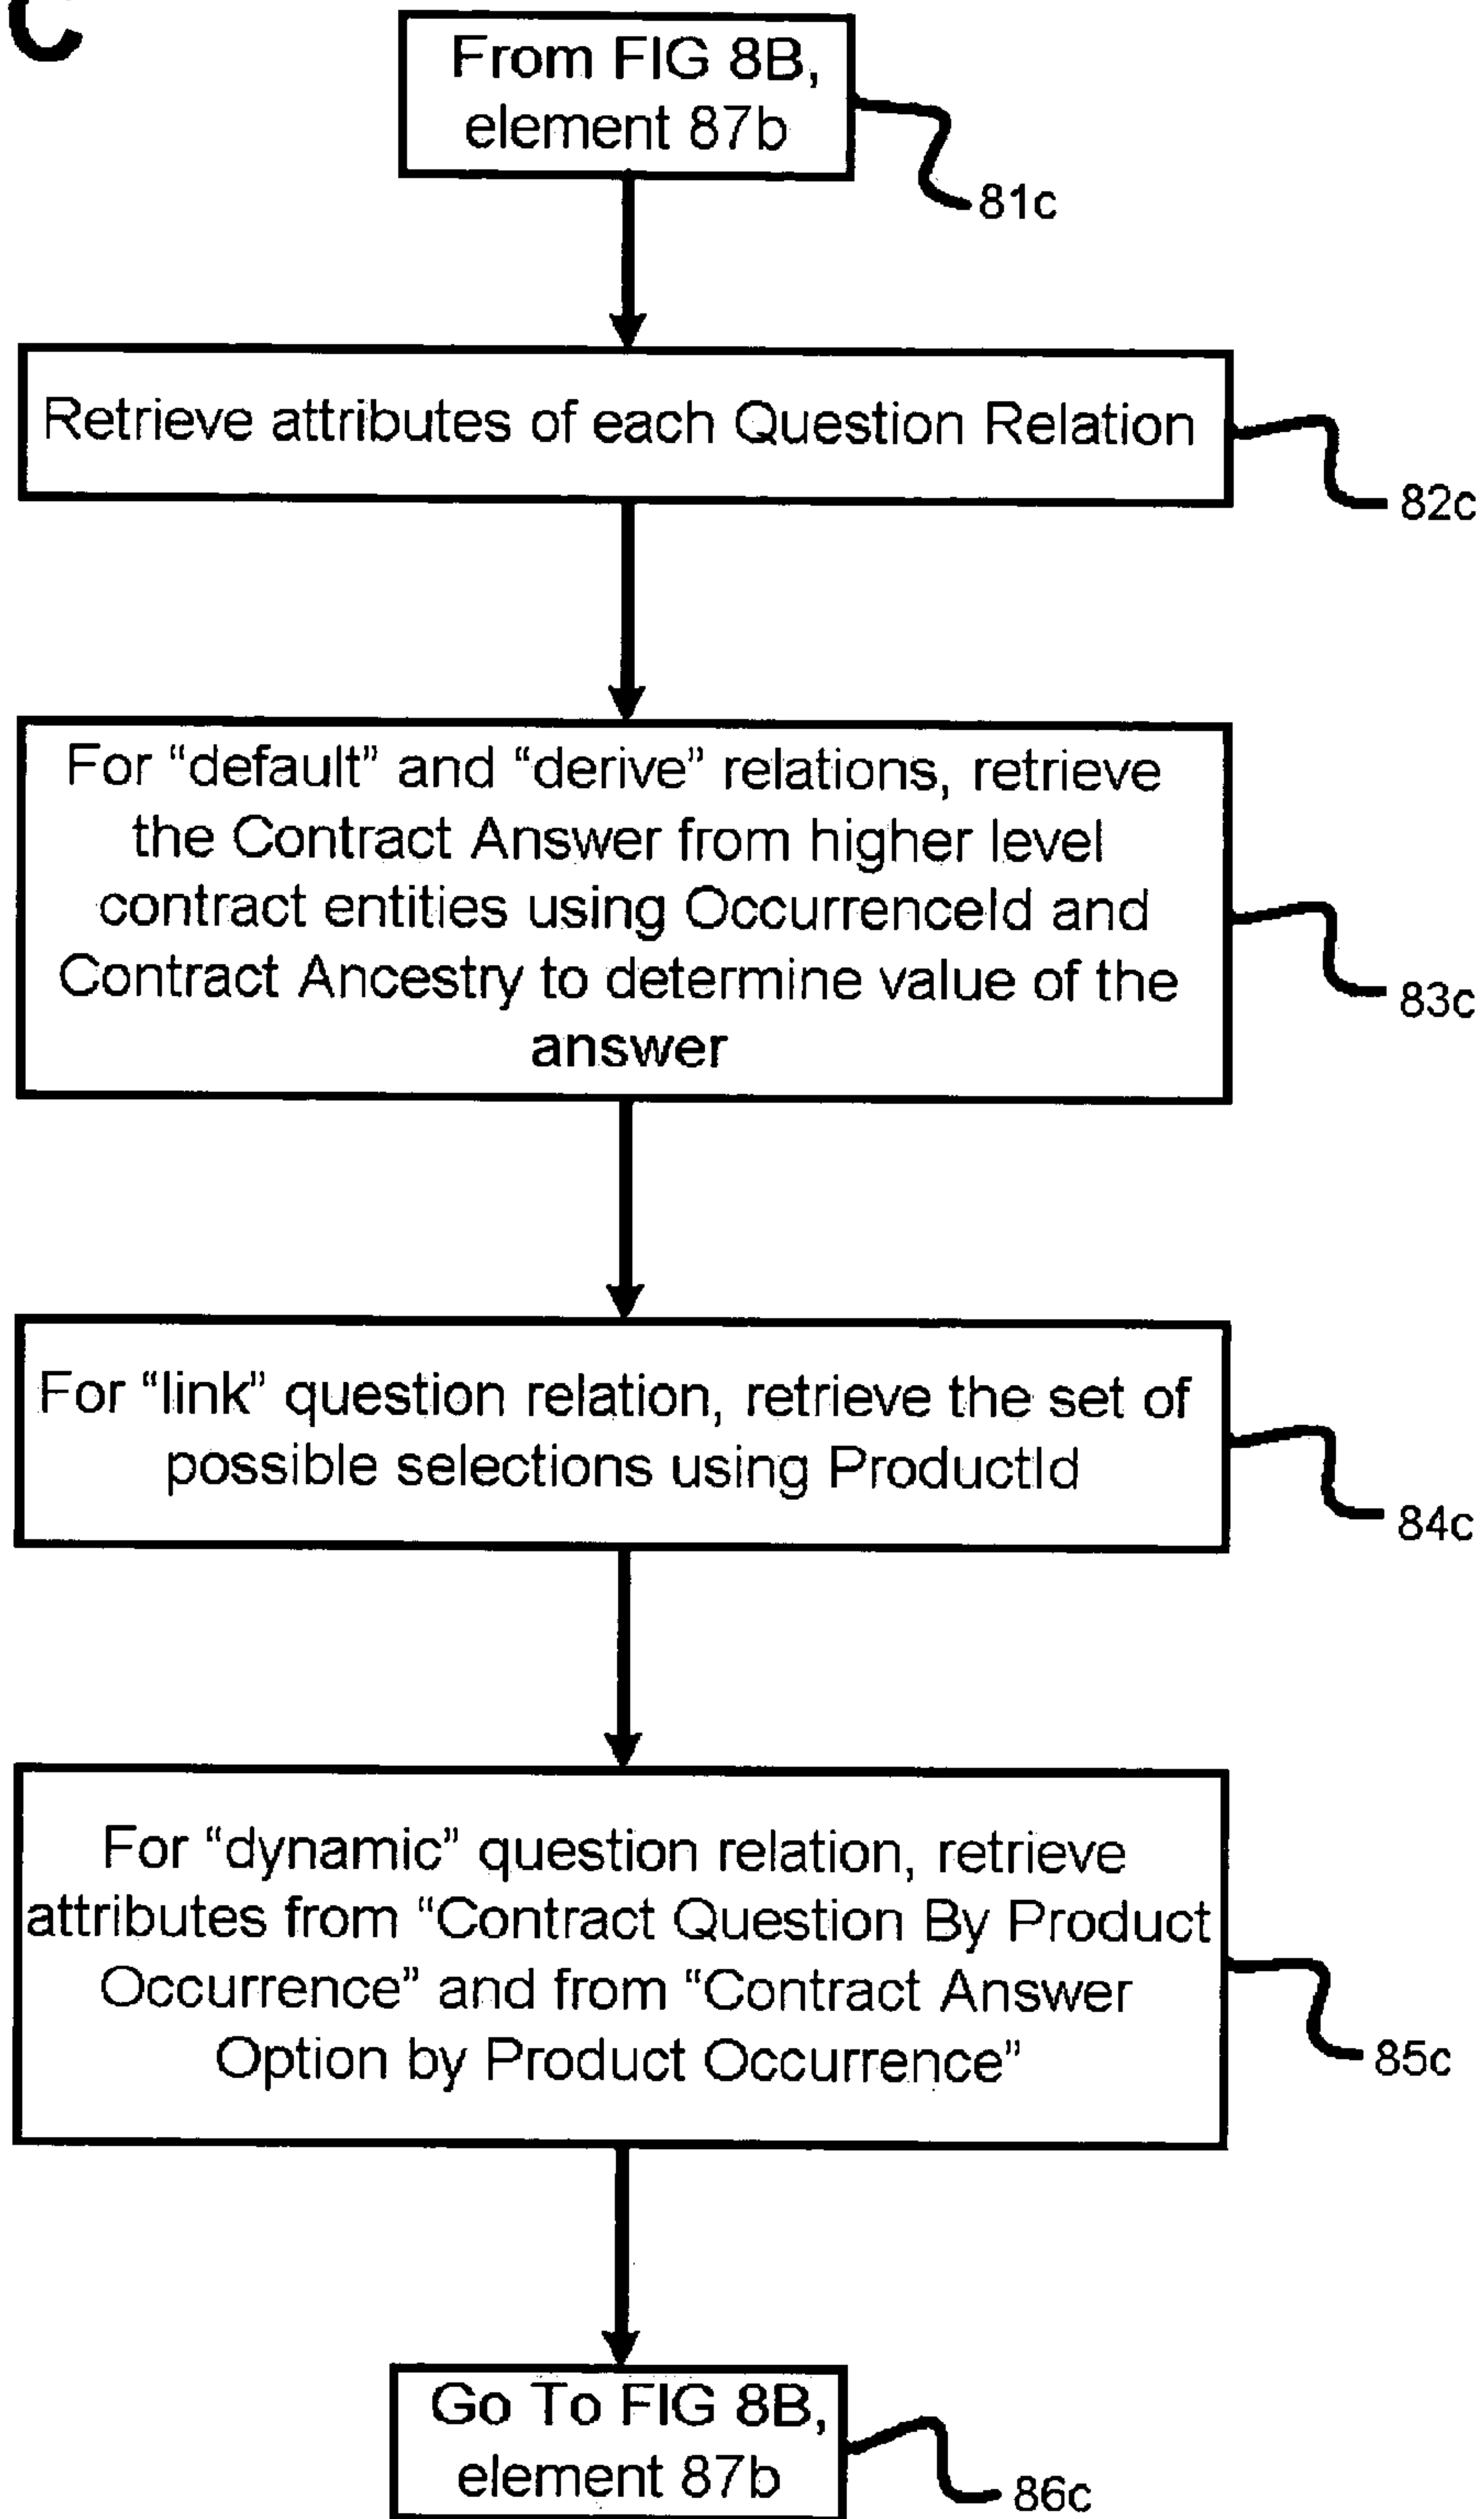 C
From FIG 8B,
element 87b
81c
Retrieve attributes of each Question Relation
82c
For “default” and “derive” relations, retrieve
the Contract Answer from higher level
contract entities using OccurrenceId and
Contract Ancestry to determine value of the
answer
83c
For “link” question relation, retrieve the set of
possible selections using ProductId
84c
For “dynamic” question relation, retrieve
attributes from “Contract Question By Product
Occurrence” and from “Contract Answer
Option by Product Occurrence”
85c
Go To FIG 8B,
element 87b
86c